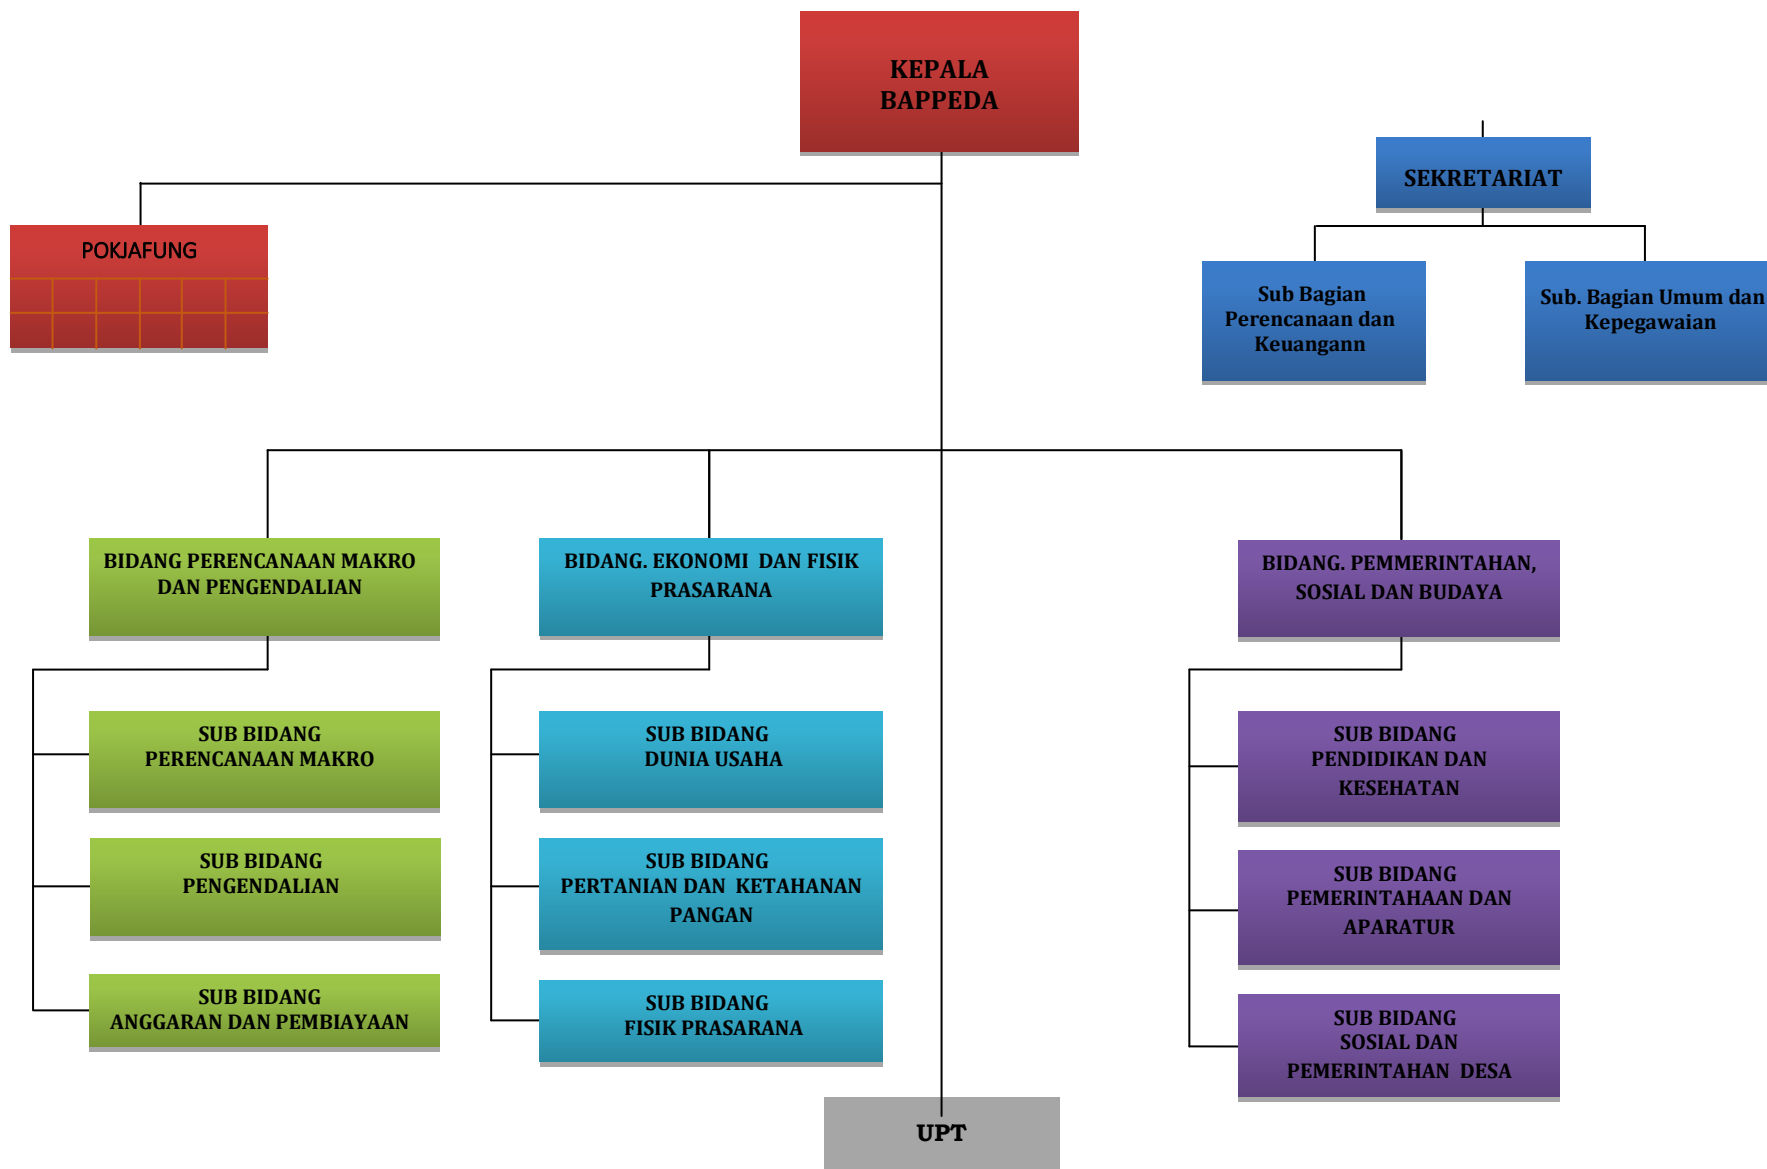 KEPALA
BAPPEDA
SEKRETARIAT
POKJAFUNG
Sub Bagian
Perencanaan dan
Keuangann
Sub. Bagian Umum dan
Kepegawaian
BIDANG PERENCANAAN MAKRO
DAN PENGENDALIAN
BIDANG. EKONOMI DAN FISIK
PRASARANA
BIDANG. PEMMERINTAHAN,
SOSIAL DAN BUDAYA
SUB BIDANG
PERENCANAAN MAKRO
SUB BIDANG
DUNIA USAHA
SUB BIDANG
PENDIDIKAN DAN
KESEHATAN
SUB BIDANG
PENGENDALIAN
SUB BIDANG
PERTANIAN DAN KETAHANAN
PANGAN
SUB BIDANG
PEMERINTAHAAN DAN
APARATUR
SUB BIDANG
ANGGARAN DAN PEMBIAYAAN
SUB BIDANG
FISIK PRASARANA
SUB BIDANG
SOSIAL DAN
PEMERINTAHAN DESA
UPT